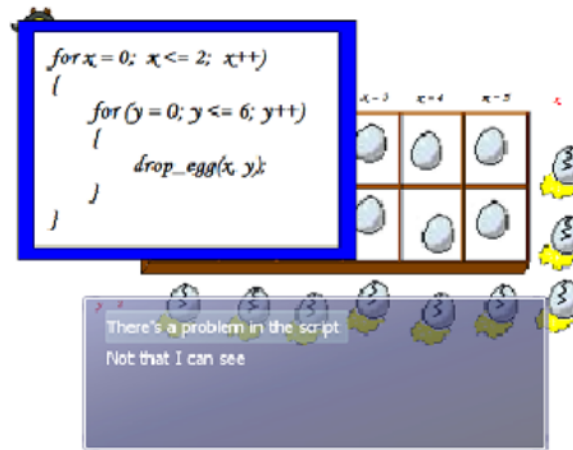 for x = 0; x <= 2; x++)
{
for (y = 0; y <= 6; y++)
{
drop_egg(x, y);
}
}
x = 3 x = 4 x = 5 x
There's a problem in the script
Not that I can see